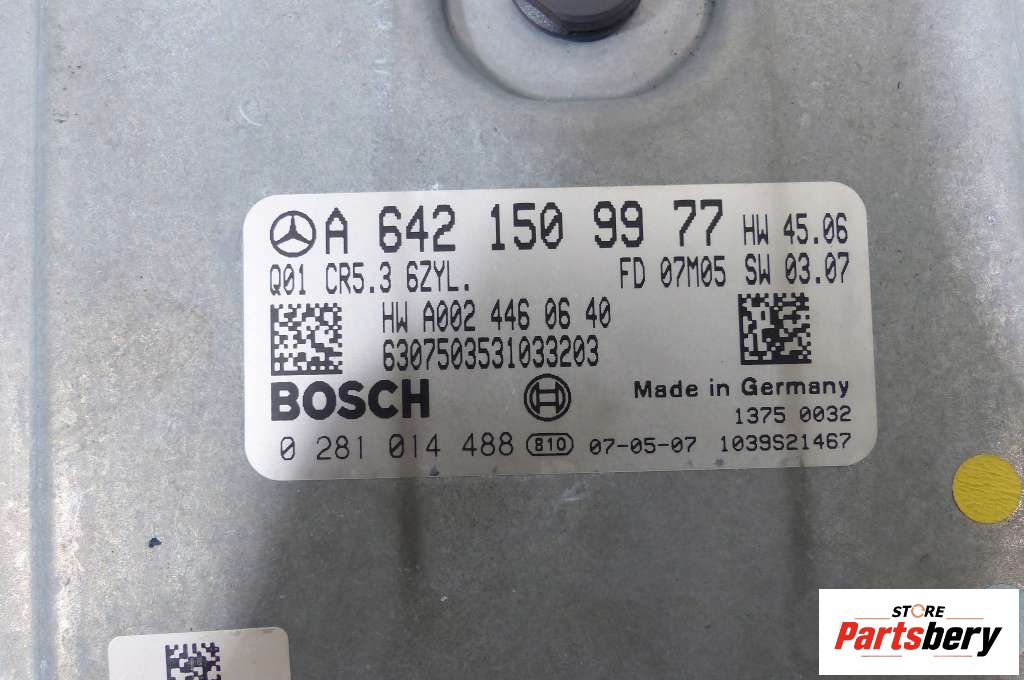 A 642 150 99 77 HW 45.06
Q01 CR5.3 6ZYL. FD 07M05 SW 03.07
HW A002 446 06 40
6307503531033203
BOSCH Made in Germany
1375 0032
0 281 014 488 810 07-05-07 1039S21467
STORE
Partsbery